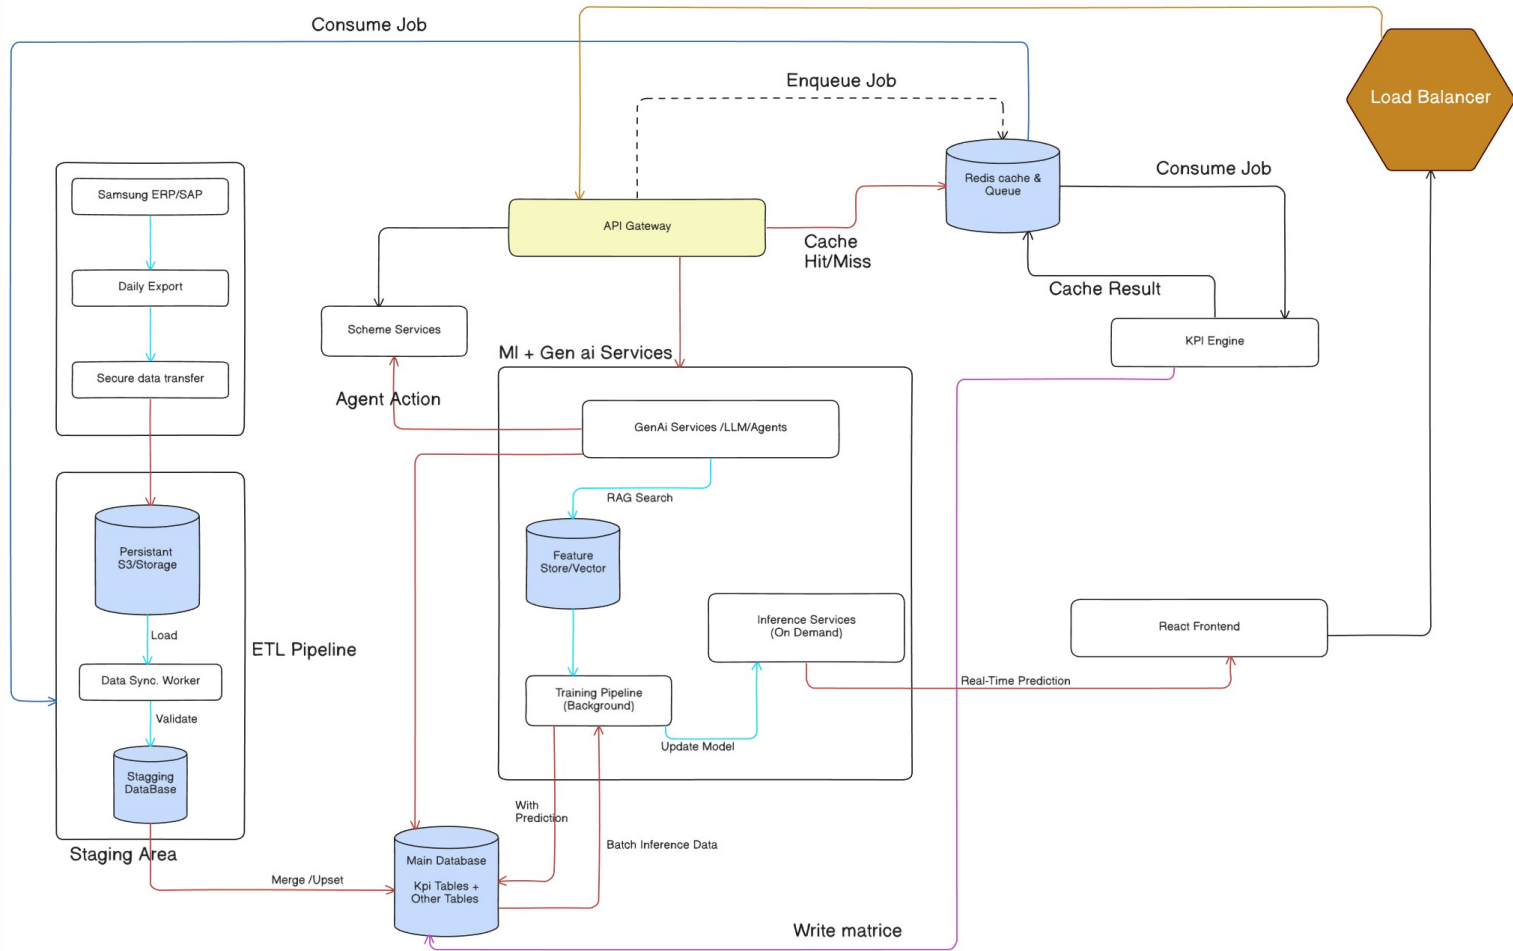 Consume Job
Enqueue Job
Load Balancer
Samsung ERP/SAP
Daily Export
Secure data transfer
API Gateway
Redis cache &
Queue
Consume Job
Cache
Hit/Miss
Cache Result
KPI Engine
Scheme Services
Agent Action
MI + Gen ai Services
GenAi Services /LLM/Agents
RAG Search
Feature
Store/Vector
Inference Services
(On Demand)
Training Pipeline
(Background)
Update Model
Real-Time Prediction
React Frontend
Persistant
S3/Storage
Load
ETL Pipeline
Data Sync. Worker
Validate
Stagging
DataBase
Staging Area
Merge /Upset
With
Prediction
Batch Inference Data
Main Database
Kpi Tables +
Other Tables
Write matrice